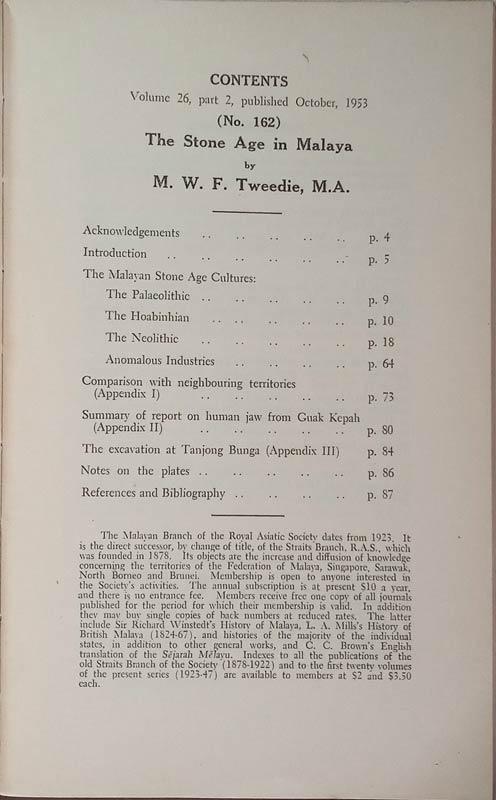 CONTENTS
Volume 26, part 2, published October, 1953
(No. 162)
The Stone Age in Malaya
by
M. W. F. Tweedie, M.A.
Acknowledgements .. .. .. .. .. p. 4
Introduction .. .. .. .. .. .. p. 5
The Malayan Stone Age Cultures:
The Palaeolithic .. .. .. .. .. p. 9
The Hoabinhian .. .. .. .. .. p. 10
The Neolithic .. .. .. .. .. p. 18
Anomalous Industries .. .. .. .. p. 64
Comparison with neighbouring territories
(Appendix I) .. .. .. .. .. p. 73
Summary of report on human jaw from Guak Kepah
(Appendix II) .. .. .. .. .. p. 80
The excavation at Tanjong Bunga (Appendix III) p. 84
Notes on the plates .. .. .. .. .. p. 86
References and Bibliography .. .. .. .. p. 87
The Malayan Branch of the Royal Asiatic Society dates from 1923. It
is the direct successor, by change of title, of the Straits Branch, R.A.S., which
was founded in 1878. Its objects are the increase and diffusion of knowledge
concerning the territories of the Federation of Malaya, Singapore, Sarawak,
North Borneo and Brunei. Membership is open to anyone interested in
the Society's activities. The annual subscription is at present $10 a year,
and there is no entrance fee. Members receive free one copy of all journals
published for the period for which their membership is valid. In addition
they may buy single copies of back numbers at reduced rates. The latter
include Sir Richard Winstedt's History of Malaya, L. A. Mills's History of
British Malaya (1824-67), and histories of the majority of the individual
states, in addition to other general works, and C. C. Brown's English
translation of the Sĕjarah Mĕlayu. Indexes to all the publications of the
old Straits Branch of the Society (1878-1922) and to the first twenty volumes
of the present series (1923-47) are available to members at $2 and $3.50
each.